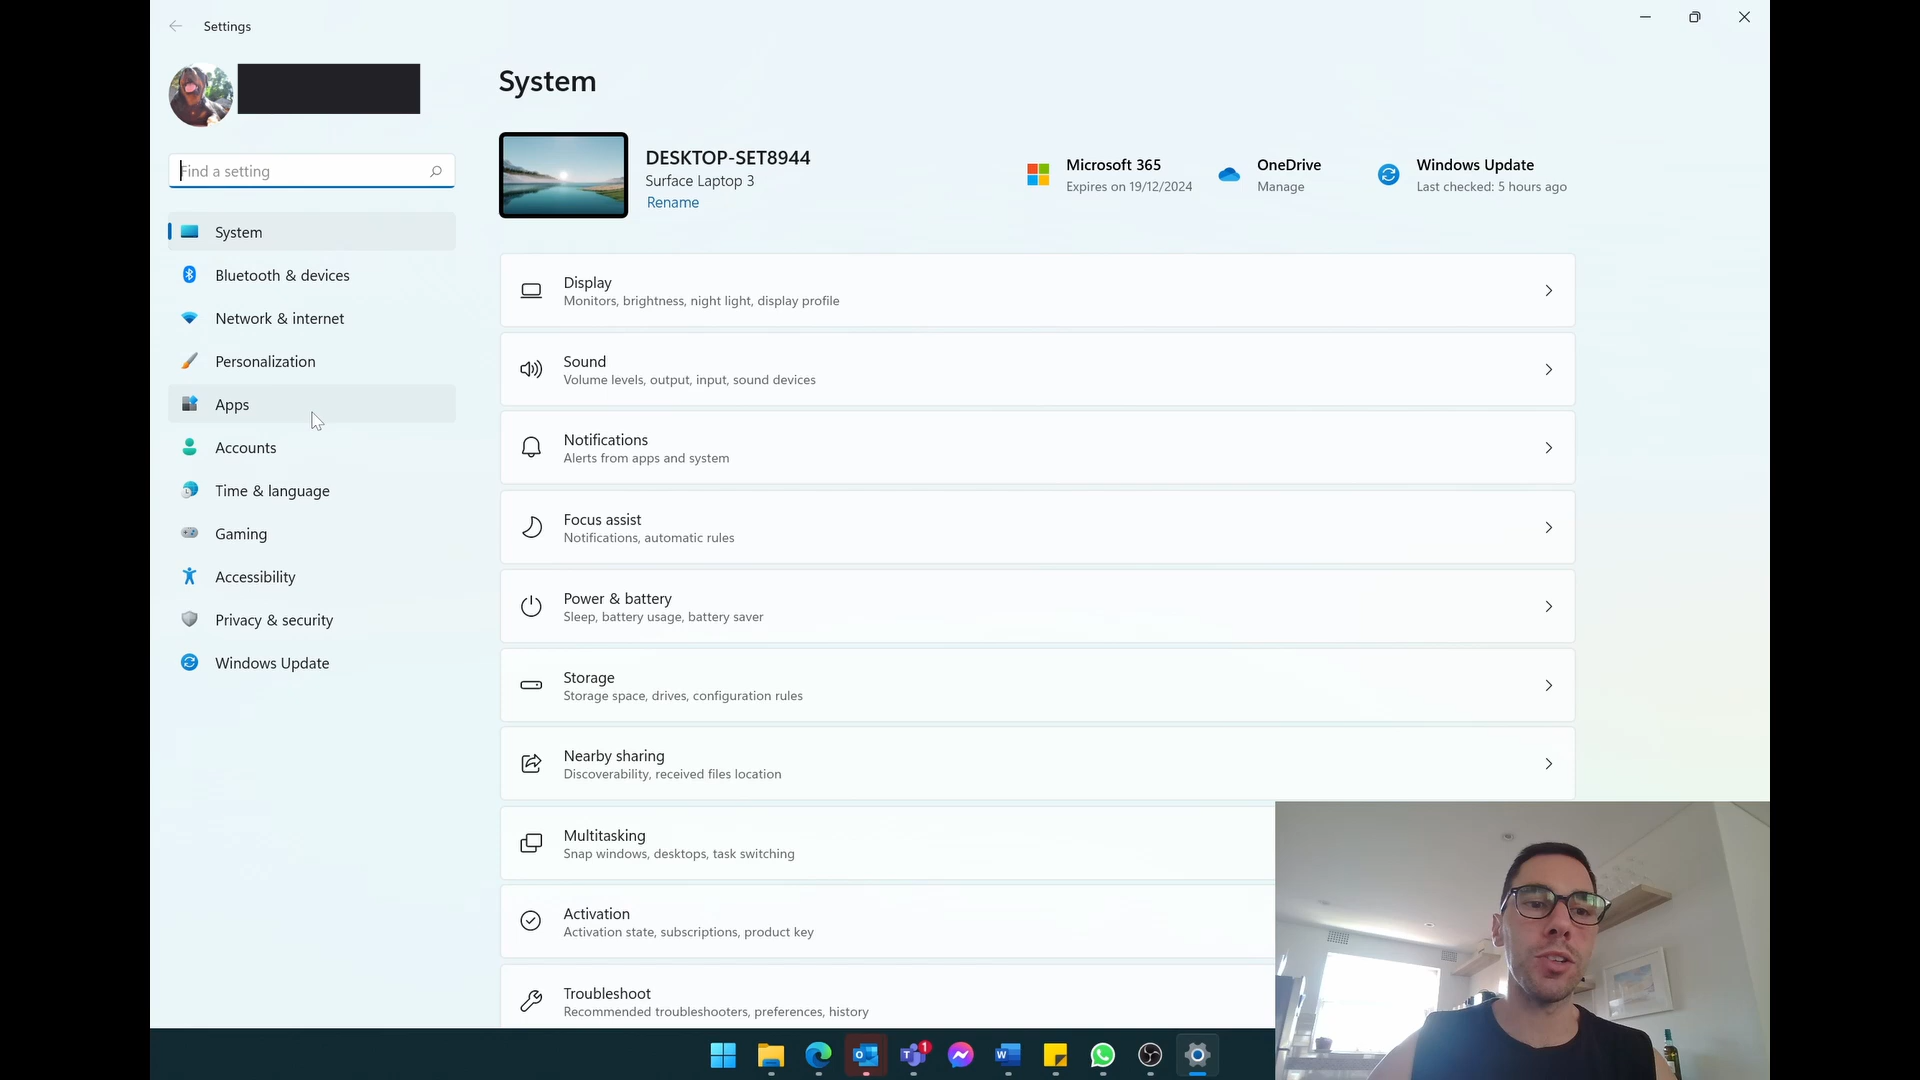 Settings
Find a setting
System
Bluetooth & devices
Network & internet
Personalization
Apps
Accounts
Time & language
Gaming
Accessibility
Privacy & security
Windows Update
System
DESKTOP-SET8944
Surface Laptop 3
Rename
Microsoft 365
Expires on 19/12/2024
OneDrive
Manage
Windows Update
Last checked: 5 hours ago
Display
Monitors, brightness, night light, display profile
Sound
Volume levels, output, input, sound devices
Notifications
Alerts from apps and system
Focus assist
Notifications, automatic rules
Power & battery
Sleep, battery usage, battery saver
Storage
Storage space, drives, configuration rules
Nearby sharing
Discoverability, received files location
Multitasking
Snap windows, desktops, task switching
Activation
Activation state, subscriptions, product key
Troubleshoot
Recommended troubleshooters, preferences, history
1